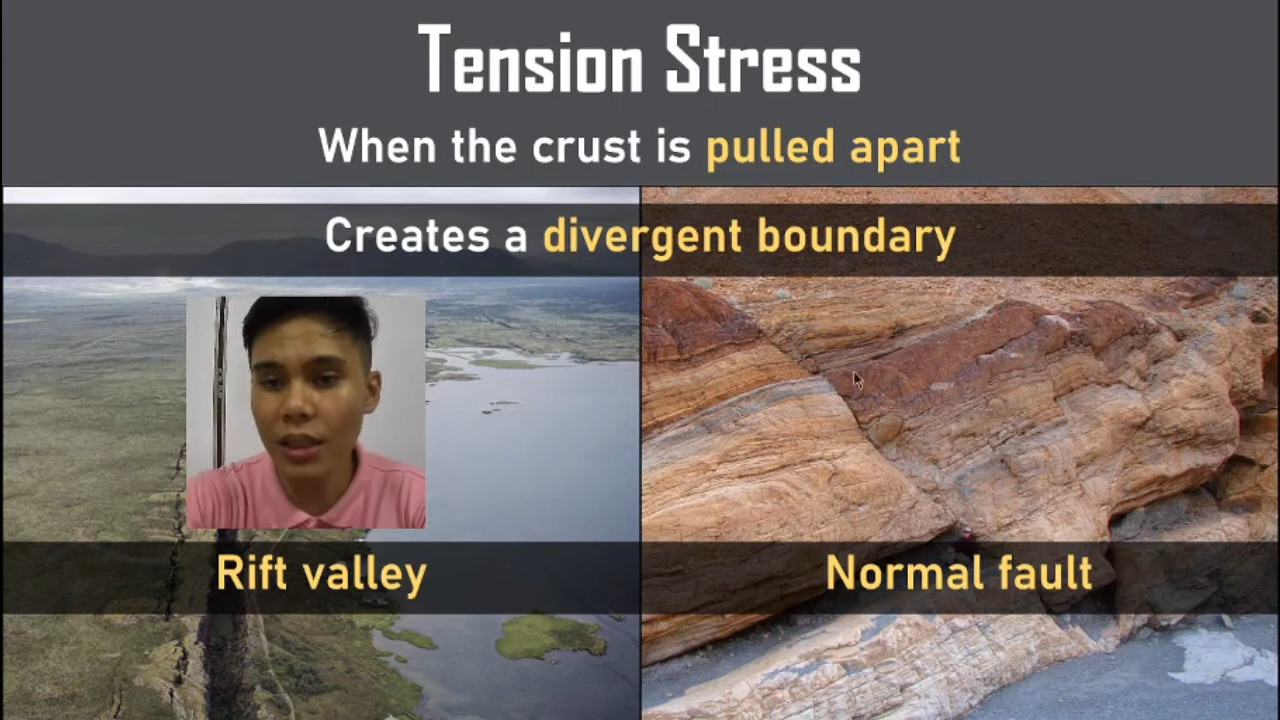 Tension Stress
When the crust is pulled apart
Creates a divergent boundary
Rift valley
Normal fault